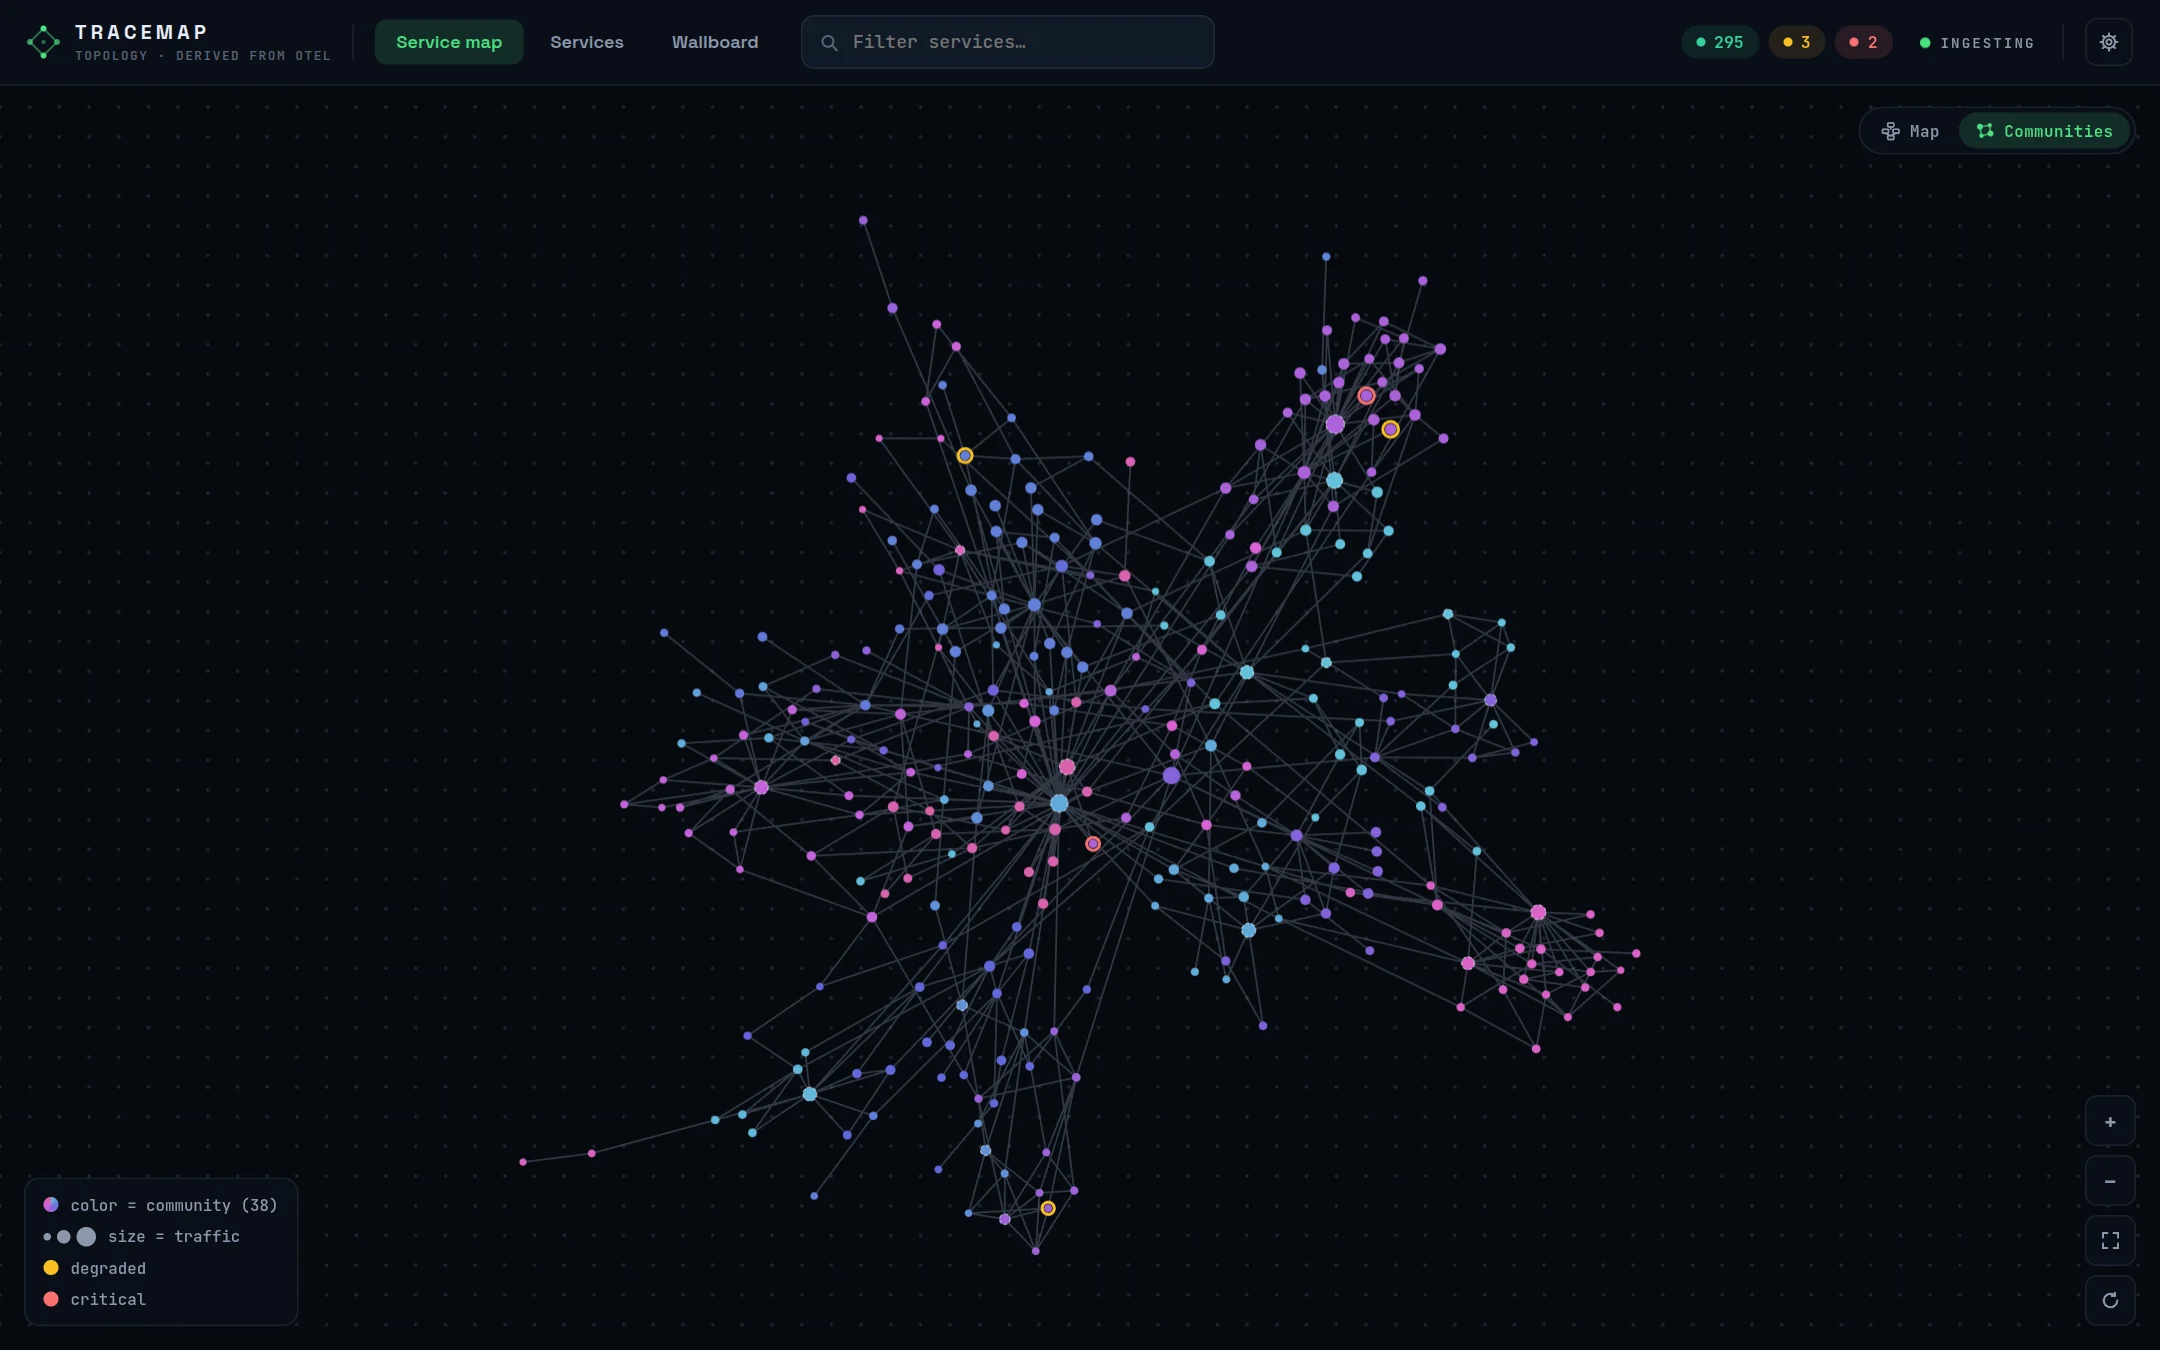 TRACEMAP
TOPOLOGY · DERIVED FROM OTEL
Service map
Services
Wallboard
Filter services…
295
3
2
INGESTING
Map
Communities
color = community (38)
size = traffic
degraded
critical
+
−